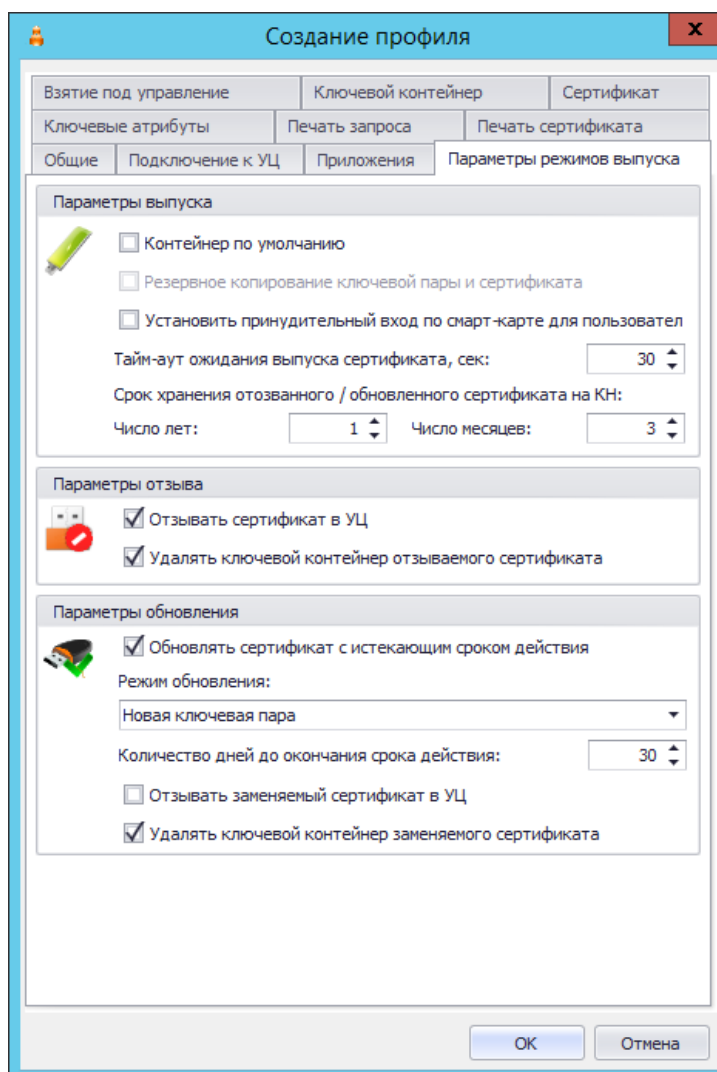 Создание профиля
x
Взятие под управление Ключевой контейнер Сертификат
Ключевые атрибуты Печать запроса Печать сертификата
Общие Подключение к УЦ Приложения Параметры режимов выпуска
Параметры выпуска
Контейнер по умолчанию
Резервное копирование ключевой пары и сертификата
Установить принудительный вход по смарт-карте для пользовател
Тайм-аут ожидания выпуска сертификата, сек: 30
Срок хранения отозванного / обновленного сертификата на КН:
Число лет: 1 Число месяцев: 3
Параметры отзыва
Отзывать сертификат в УЦ
Удалять ключевой контейнер отзываемого сертификата
Параметры обновления
Обновлять сертификат с истекающим сроком действия
Режим обновления:
Новая ключевая пара
Количество дней до окончания срока действия: 30
Отзывать заменяемый сертификат в УЦ
Удалять ключевой контейнер заменяемого сертификата
ОК Отмена